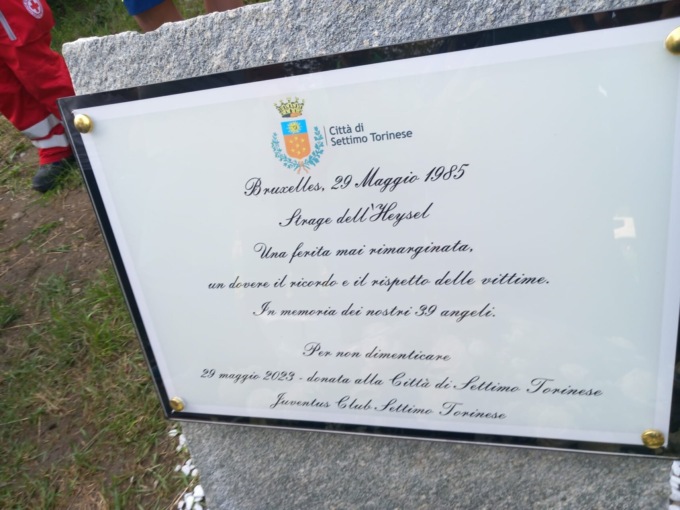 Città di
Settimo Torinese
Bruxelles, 29 Maggio 1985
Strage dell'Heysel
Una ferita mai rimarginata,
un dovere il ricordo e il rispetto delle vittime.
In memoria dei nostri 39 angeli.
Per non dimenticare
29 maggio 2023 - donata alla Città di Settimo Torinese
Juventus Club Settimo Torinese